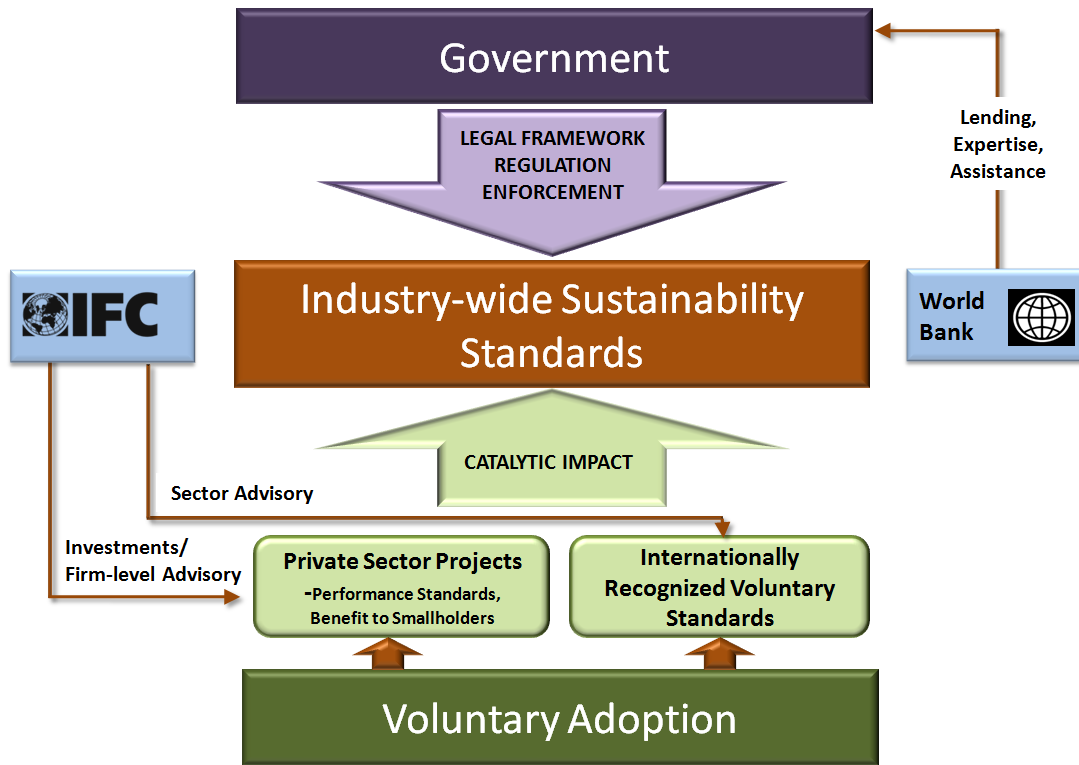 Government
LEGAL FRAMEWORK
REGULATION
ENFORCEMENT
Lending,
Expertise,
Assistance
IFC
Industry-wide Sustainability
Standards
World
Bank
CATALYTIC IMPACT
Sector Advisory
Investments/
Firm-level Advisory
Private Sector Projects
-Performance Standards,
Benefit to Smallholders
Internationally
Recognized Voluntary
Standards
Voluntary Adoption